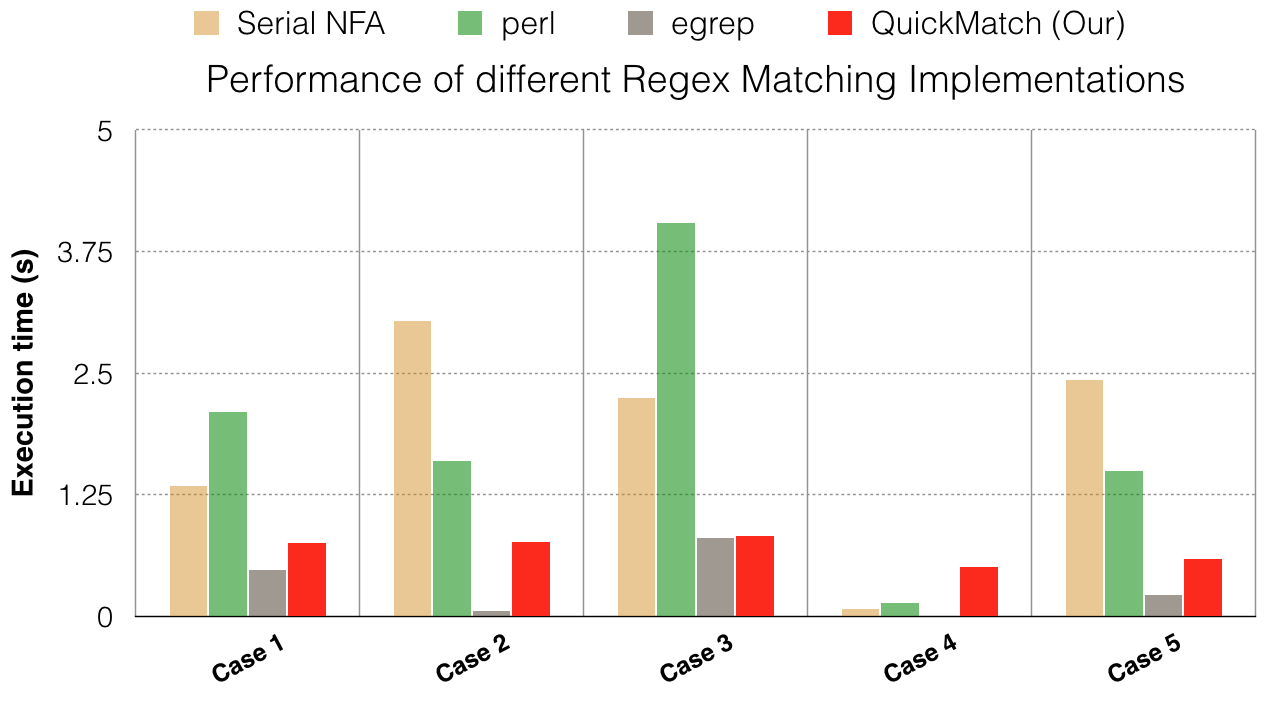 Serial NFA perl egrep QuickMatch (Our)
Performance of different Regex Matching Implementations
5
3.75
2.5
1.25
0
Execution time (s)
Case 1 Case 2 Case 3 Case 4 Case 5